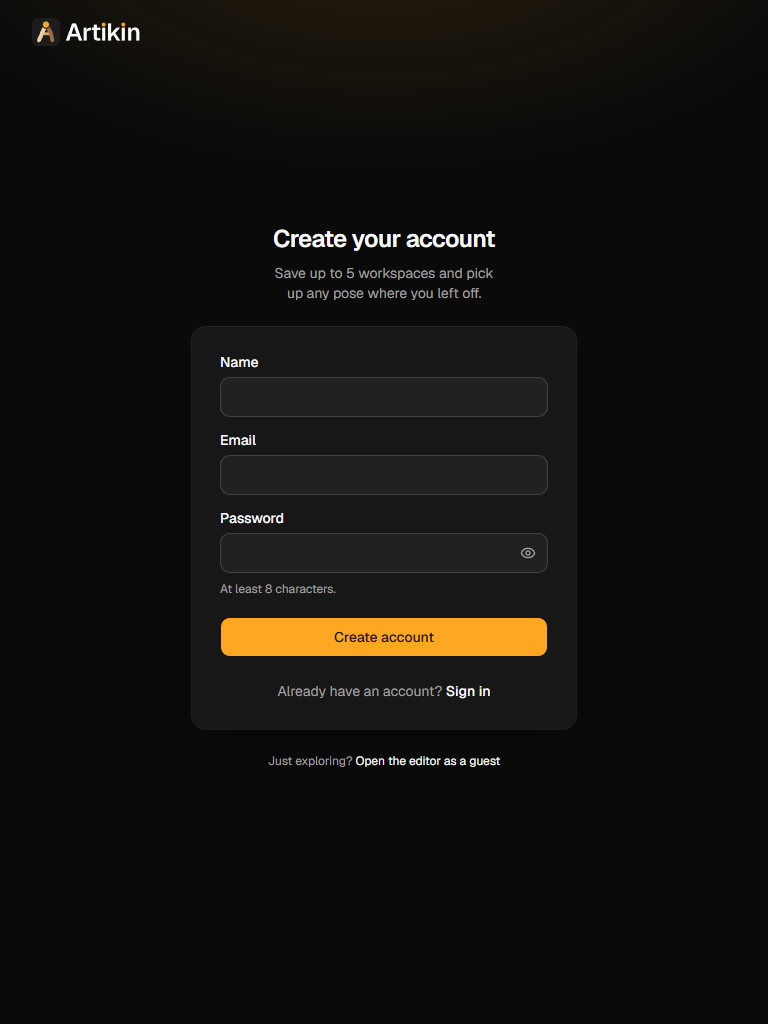 Artikin
Create your account
Save up to 5 workspaces and pick
up any pose where you left off.
Name
Email
Password
At least 8 characters.
Create account
Already have an account? Sign in
Just exploring? Open the editor as a guest